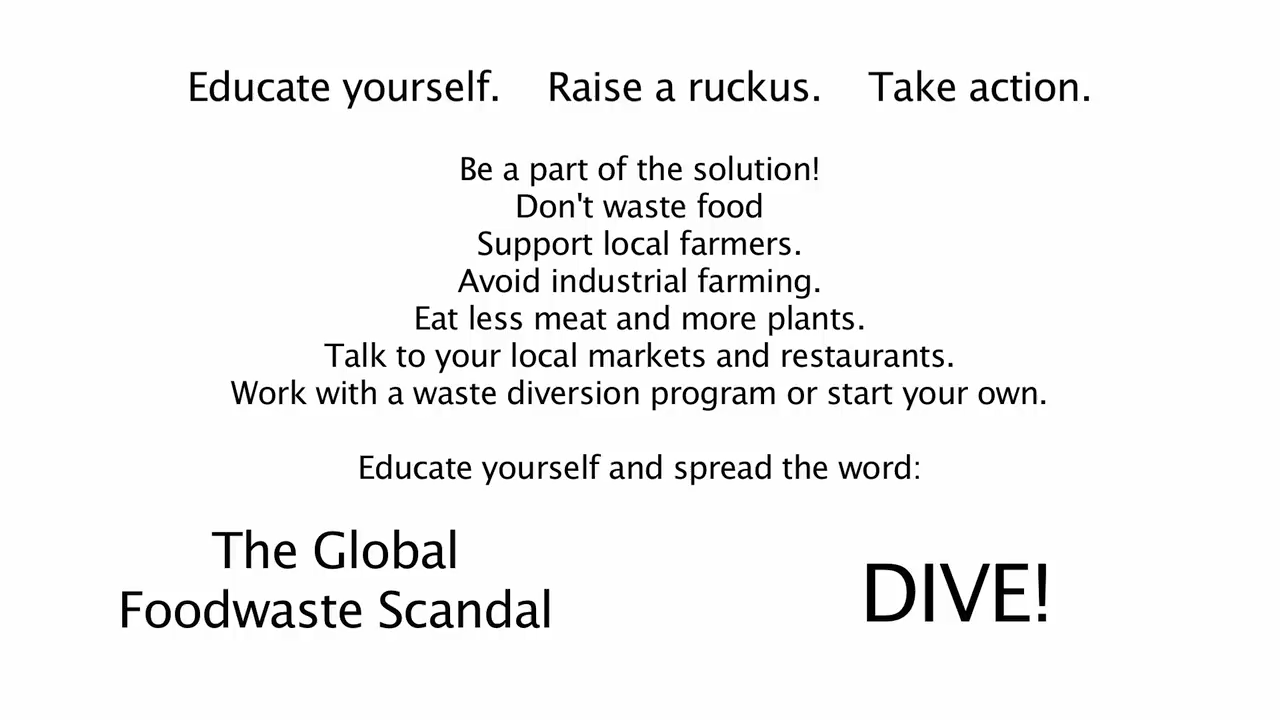 Educate yourself. Raise a ruckus. Take action.
Be a part of the solution!
Don't waste food
Support local farmers.
Avoid industrial farming.
Eat less meat and more plants.
Talk to your local markets and restaurants.
Work with a waste diversion program or start your own.
Educate yourself and spread the word:
The Global
Foodwaste Scandal
DIVE!